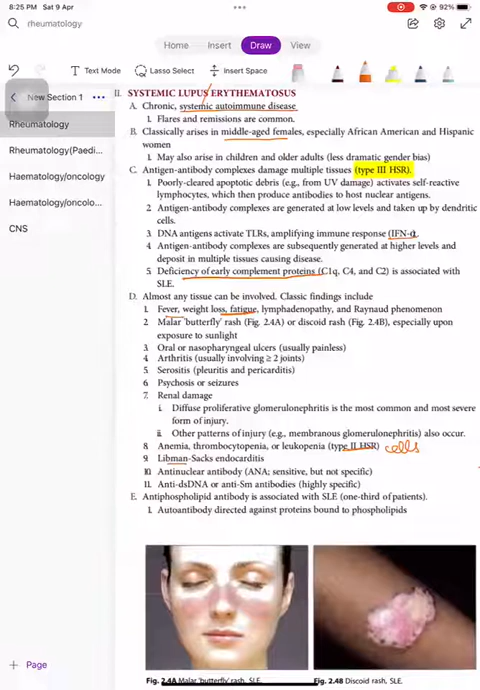 8:25 PM Sat 9 Apr
92%
rheumatology
Home Insert Draw View
Text Mode Lasso Select Insert Space
New Section 1
Rheumatology
Rheumatology(Paedi...
Haematology/oncology
Haematology/oncolo...
CNS
Page
II. SYSTEMIC LUPUS ERYTHEMATOSUS
A. Chronic, systemic autoimmune disease
1. Flares and remissions are common.
B. Classically arises in middle-aged females, especially African American and Hispanic
women
1. May also arise in children and older adults (less dramatic gender bias)
C. Antigen-antibody complexes damage multiple tissues (type III HSR).
1. Poorly-cleared apoptotic debris (e.g., from UV damage) activates self-reactive
lymphocytes, which then produce antibodies to host nuclear antigens.
2. Antigen-antibody complexes are generated at low levels and taken up by dendritic
cells.
3. DNA antigens activate TLRs, amplifying immune response (IFN-α).
4. Antigen-antibody complexes are subsequently generated at higher levels and
deposit in multiple tissues causing disease.
5. Deficiency of early complement proteins (C1q, C4, and C2) is associated with
SLE.
D. Almost any tissue can be involved. Classic findings include
1. Fever, weight loss, fatigue, lymphadenopathy, and Raynaud phenomenon
2. Malar 'butterfly' rash (Fig. 2.4A) or discoid rash (Fig. 2.4B), especially upon
exposure to sunlight
3. Oral or nasopharyngeal ulcers (usually painless)
4. Arthritis (usually involving ≥ 2 joints)
5. Serositis (pleuritis and pericarditis)
6. Psychosis or seizures
7. Renal damage
i. Diffuse proliferative glomerulonephritis is the most common and most severe
form of injury.
ii. Other patterns of injury (e.g., membranous glomerulonephritis) also occur.
8. Anemia, thrombocytopenia, or leukopenia (type II HSR) cells
9. Libman-Sacks endocarditis
10. Antinuclear antibody (ANA; sensitive, but not specific)
11. Anti-dsDNA or anti-Sm antibodies (highly specific)
E. Antiphospholipid antibody is associated with SLE (one-third of patients).
1. Autoantibody directed against proteins bound to phospholipids
Fig. 2.4A Malar 'butterfly' rash, SLE.
Fig. 2.4B Discoid rash, SLE.